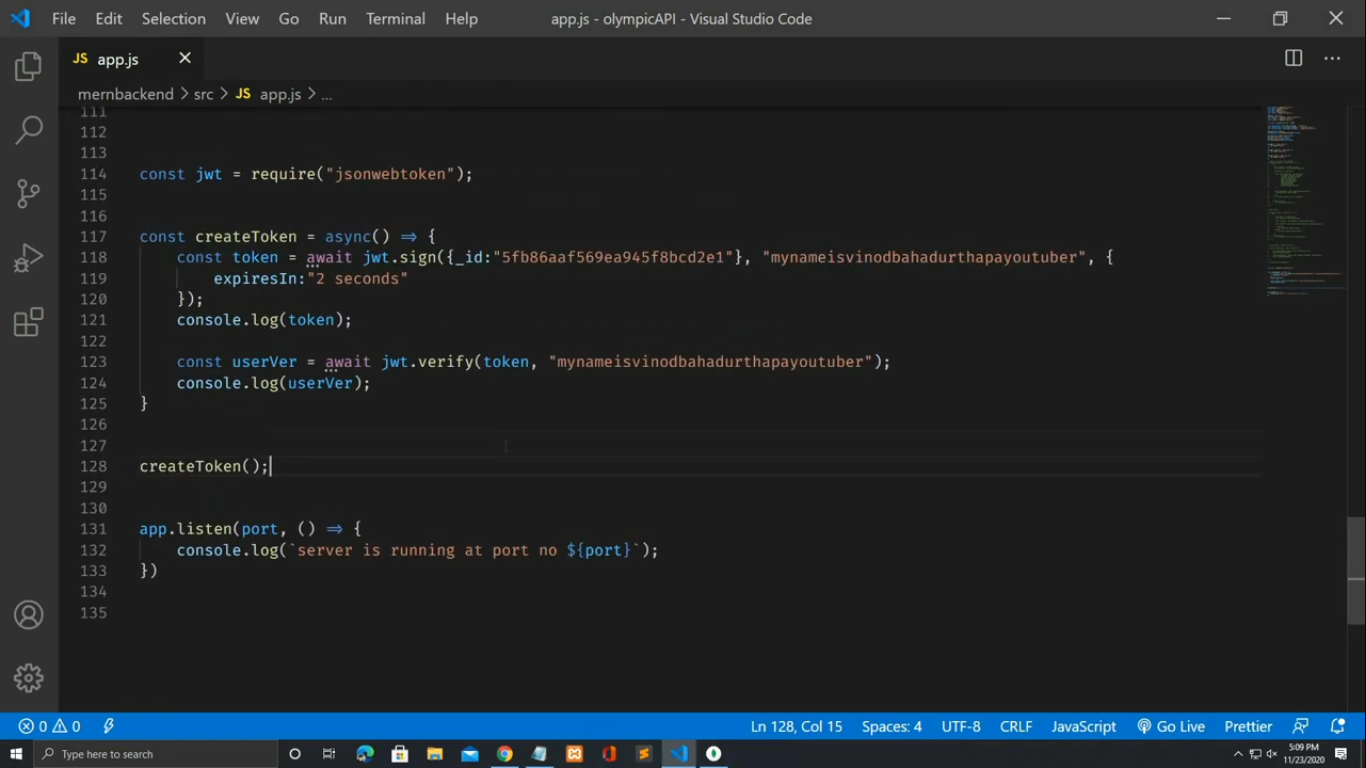 File Edit Selection View Go Run Terminal Help app.js - olympicAPI - Visual Studio Code
JS app.js
mernbackend > src > JS app.js > ...
111
112
113
114 const jwt = require("jsonwebtoken");
115
116
117 const createToken = async() => {
118 const token = await jwt.sign({_id:"5fb86aaf569ea945f8bcd2e1"}, "mynameisvinodbahadurthapayoutuber", {
119 expiresIn:"2 seconds"
120 });
121 console.log(token);
122
123 const userVer = await jwt.verify(token, "mynameisvinodbahadurthapayoutuber");
124 console.log(userVer);
125 }
126
127
128 createToken();
129
130
131 app.listen(port, () => {
132 console.log(`server is running at port no ${port}`);
133 })
134
135
0 0 Ln 128, Col 15 Spaces: 4 UTF-8 CRLF JavaScript Go Live Prettier
Type here to search 5:09 PM
11/23/2020